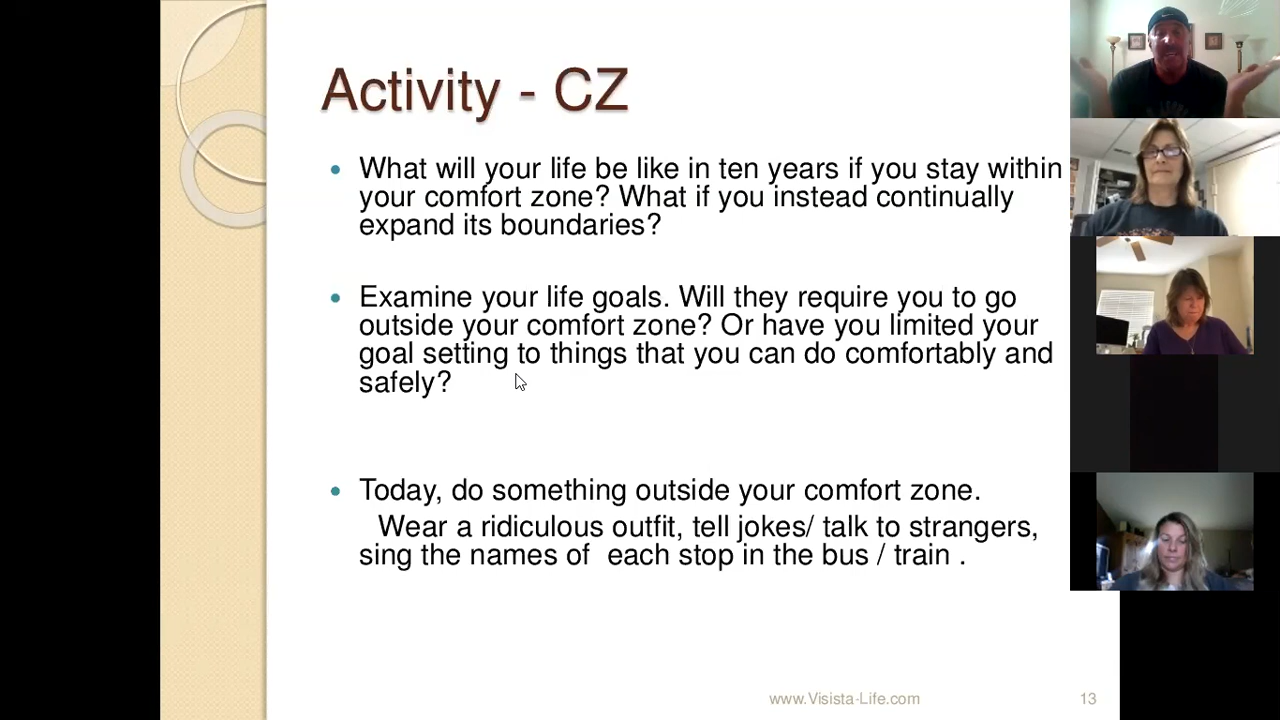 Activity - CZ
What will your life be like in ten years if you stay within
your comfort zone? What if you instead continually
expand its boundaries?
Examine your life goals. Will they require you to go
outside your comfort zone? Or have you limited your
goal setting to things that you can do comfortably and
safely?
Today, do something outside your comfort zone.
Wear a ridiculous outfit, tell jokes/ talk to strangers,
sing the names of  each stop in the bus / train .
www.Visista-Life.com
13